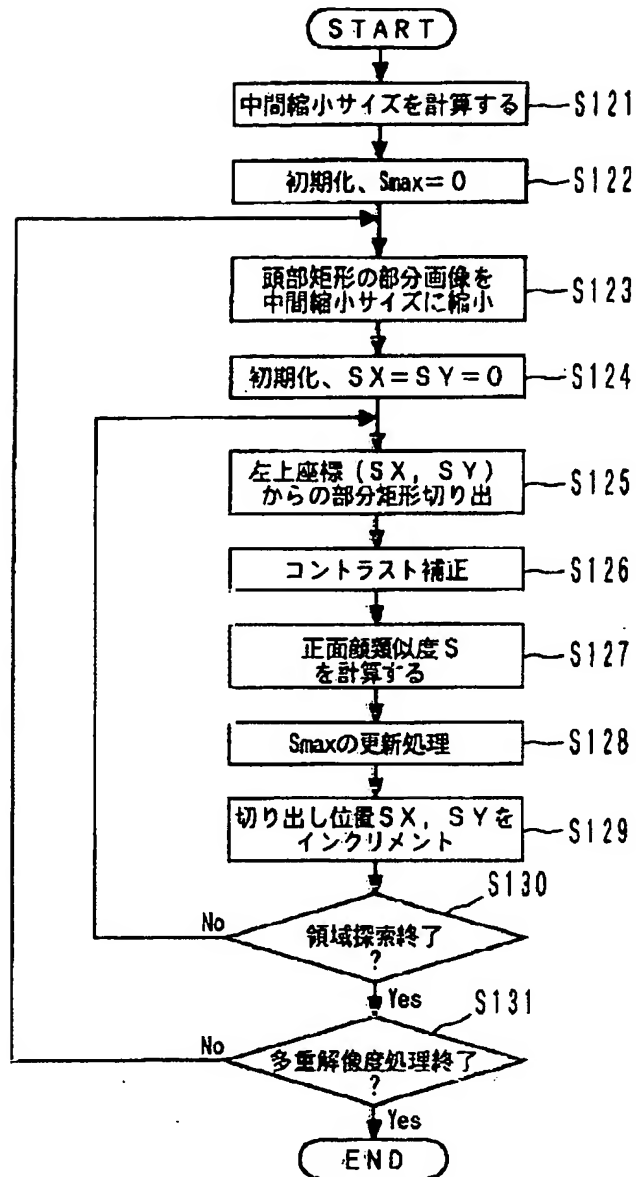 START
中間縮小サイズを計算する
S121
初期化、Smax=0
S122
頭部矩形の部分画像を
中間縮小サイズに縮小
S123
初期化、SX=SY=0
S124
左上座標(SX, SY)
からの部分矩形切り出
S125
コントラスト補正
S126
正面顔類似度S
を計算する
S127
Smaxの更新処理
S128
切り出し位置SX, SYを
インクリメント
S129
S130
No
領域探索終了
?
Yes
S131
No
多重解像度処理終了
?
Yes
END